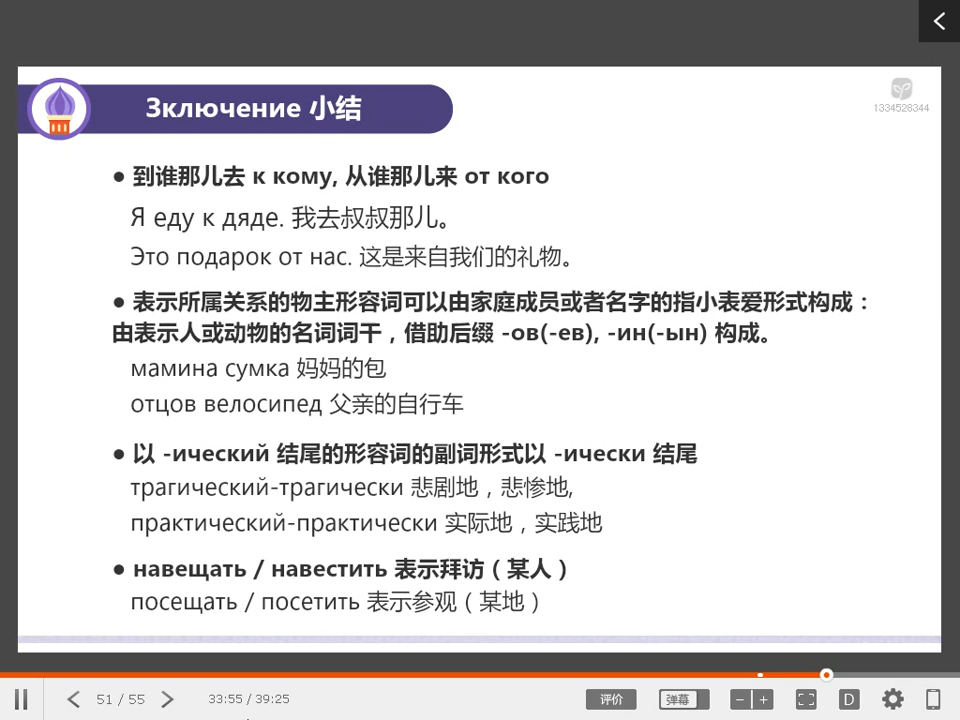 Зключение 小结
1334528344
● 到谁那儿去 к кому, 从谁那儿来 от кого
Я еду к дяде. 我去叔叔那儿。
Это подарок от нас. 这是来自我们的礼物。
● 表示所属关系的物主形容词可以由家庭成员或者名字的指小表爱形式构成：
由表示人或动物的名词词干，借助后缀 -ов(-ев), -ин(-ын) 构成。
мамина сумка 妈妈的包
отцов велосипед 父亲的自行车
● 以 -ический 结尾的形容词的副词形式以 -ически 结尾
трагический-трагически 悲剧地，悲惨地,
практический-практически 实际地，实践地
● навещать / навестить 表示拜访（某人）
посещать / посетить 表示参观（某地）
51 / 55
33:55 / 39:25
评价
弹幕
D